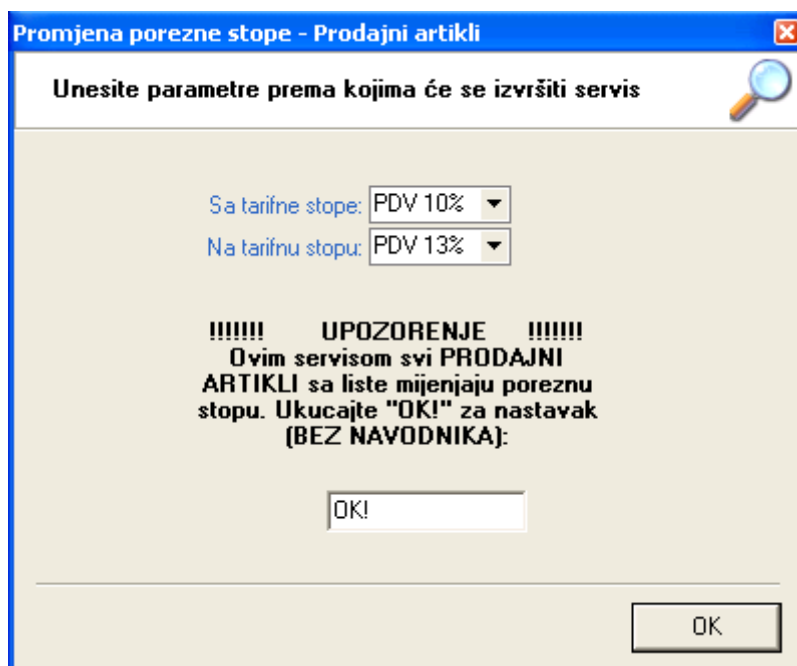 Promjena porezne stope - Prodajni artikli
Unesite parametre prema kojima će se izvršiti servis
Sa tarifne stope: PDV 10%
Na tarifnu stopu: PDV 13%
!!!!!!! UPOZORENJE !!!!!!!
Ovim servisom svi PRODAJNI
ARTIKLI sa liste mijenjaju poreznu
stopu. Ukucajte "OK!" za nastavak
(BEZ NAVODNIKA):
OK!
OK